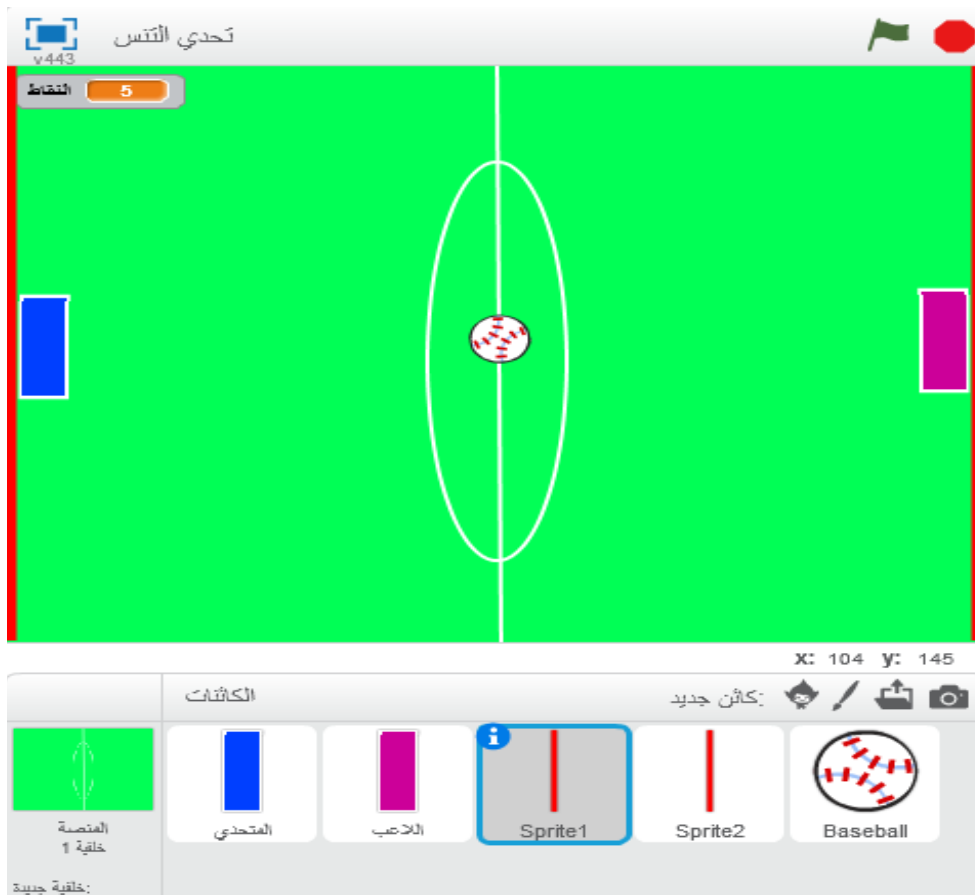 تحدي التنس
v443
النقاط 5
x: 104 y: 145
الكائنات
كائن جديد:
المتحدي
اللاعب
Sprite1
Sprite2
Baseball
المنصة
خلفية 1
خلفية جديدة: